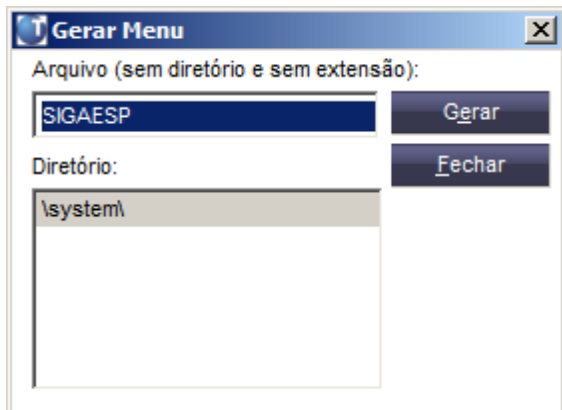 Gerar Menu
Arquivo (sem diretório e sem extensão):
SIGAESP
Gerar
Diretório:
Fechar
\system\